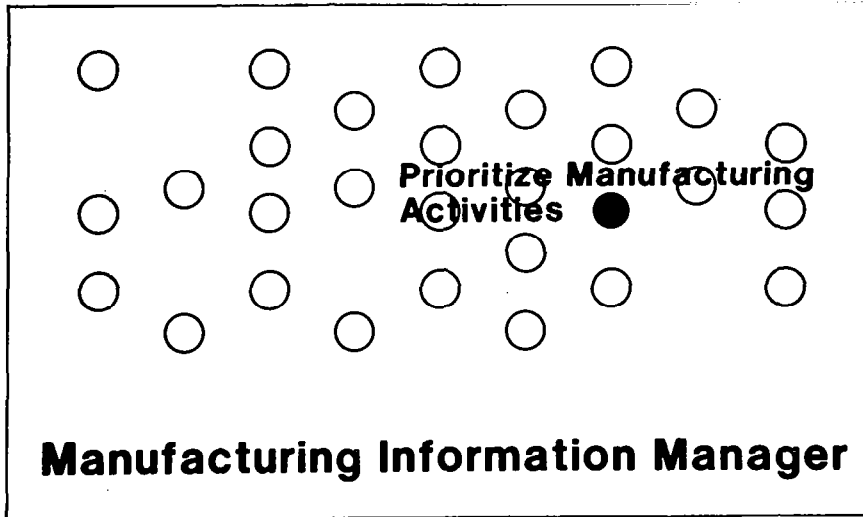 Prioritize Manufacturing
Activities
Manufacturing Information Manager